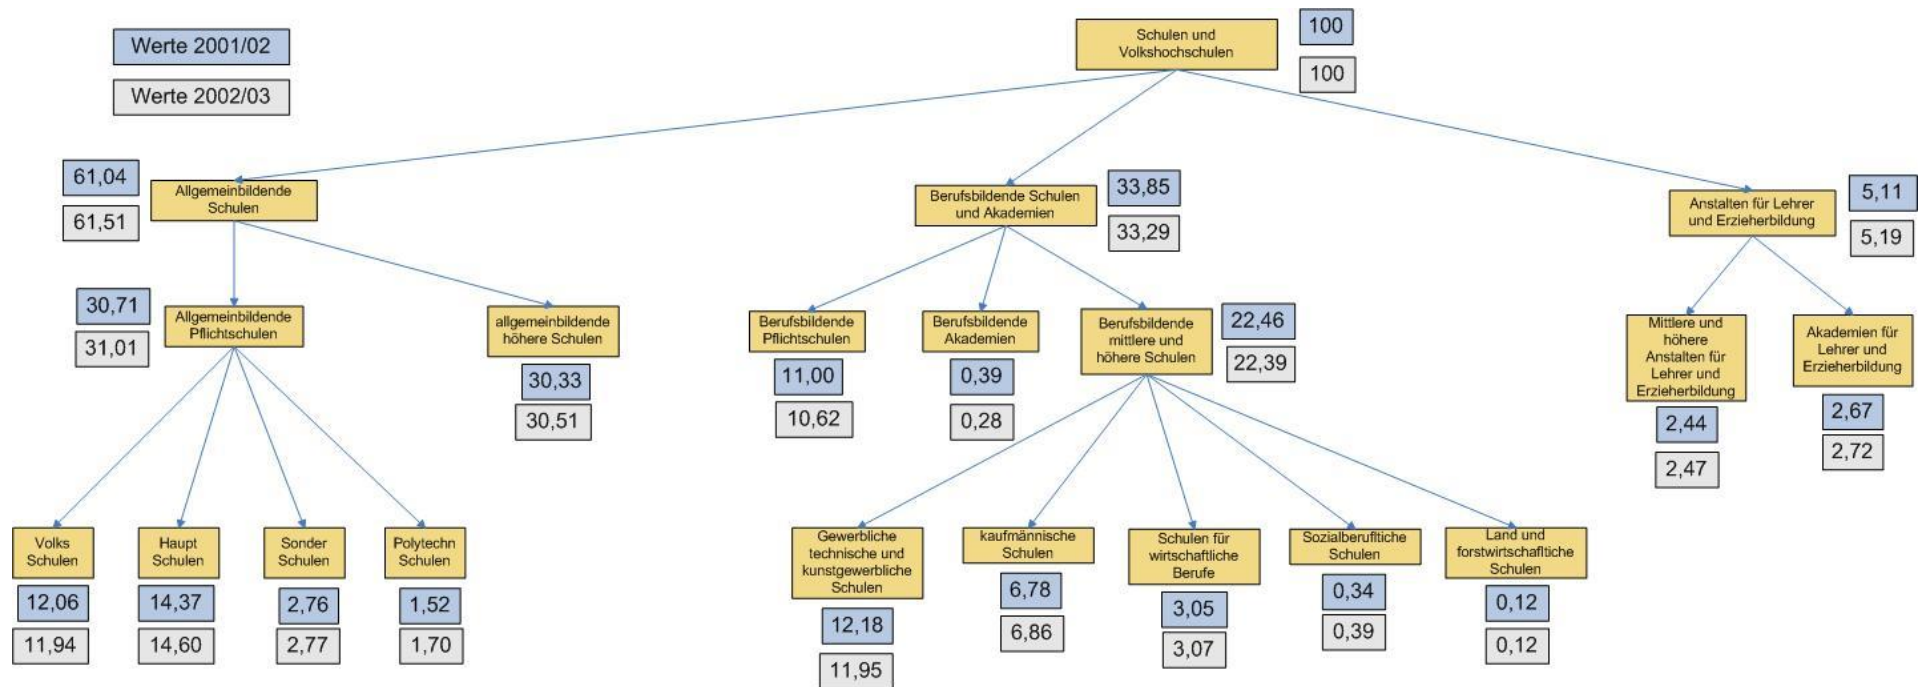 Werte 2001/02
Werte 2002/03
Schulen und
Volkshochschulen
100
100
61,04
61,51
Allgemeinbildende
Schulen
Berufsbildende Schulen
und Akademien
33,85
33,29
Anstalten für Lehrer
und Erzieherbildung
5,11
5,19
30,71
31,01
Allgemeinbildende
Pflichtschulen
allgemeinbildende
höhere Schulen
30,33
30,51
Berufsbildende
Pflichtschulen
11,00
10,62
Berufsbildende
Akademien
0,39
0,28
Berufsbildende
mittlere und
höhere Schulen
22,46
22,39
Mittlere und
höhere
Anstalten für
Lehrer und
Erzieherbildung
2,44
2,47
Akademien für
Lehrer und
Erzieherbildung
2,67
2,72
Volks
Schulen
12,06
11,94
Haupt
Schulen
14,37
14,60
Sonder
Schulen
2,76
2,77
Polytechn
Schulen
1,52
1,70
Gewerbliche
technische und
kunstgewerbliche
Schulen
12,18
11,95
kaufmännische
Schulen
6,78
6,86
Schulen für
wirtschaftliche
Berufe
3,05
3,07
Sozialberufltiche
Schulen
0,34
0,39
Land und
forstwirtschafltiche
Schulen
0,12
0,12